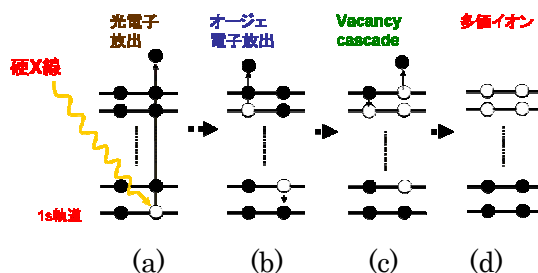 光電子
放出
オージェ
電子放出
Vacancy
cascade
多価イオン
硬X線
1s軌道
(a)
(b)
(c)
(d)